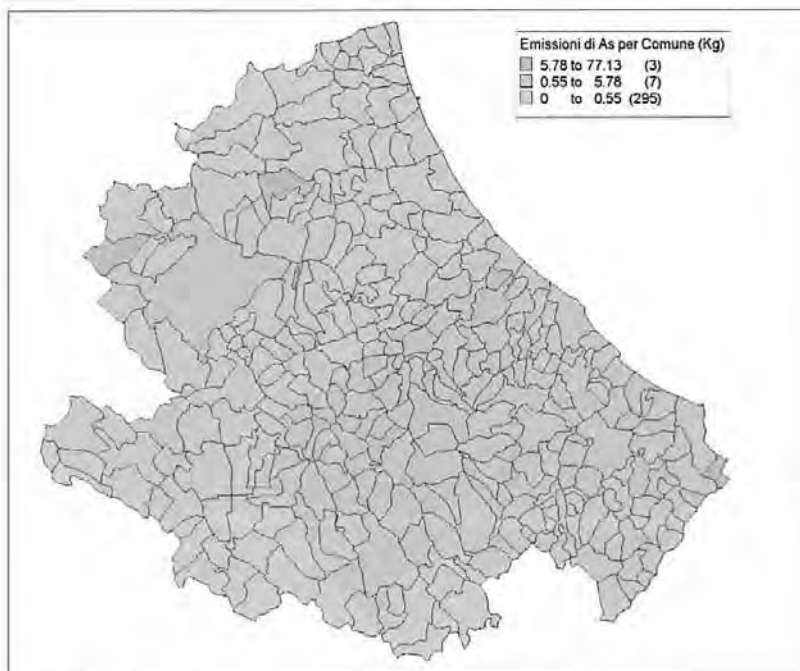 Emissioni di As per Comune (Kg)
5.78 to 77.13 (3)
0.55 to 5.78 (7)
0 to 0.55 (295)